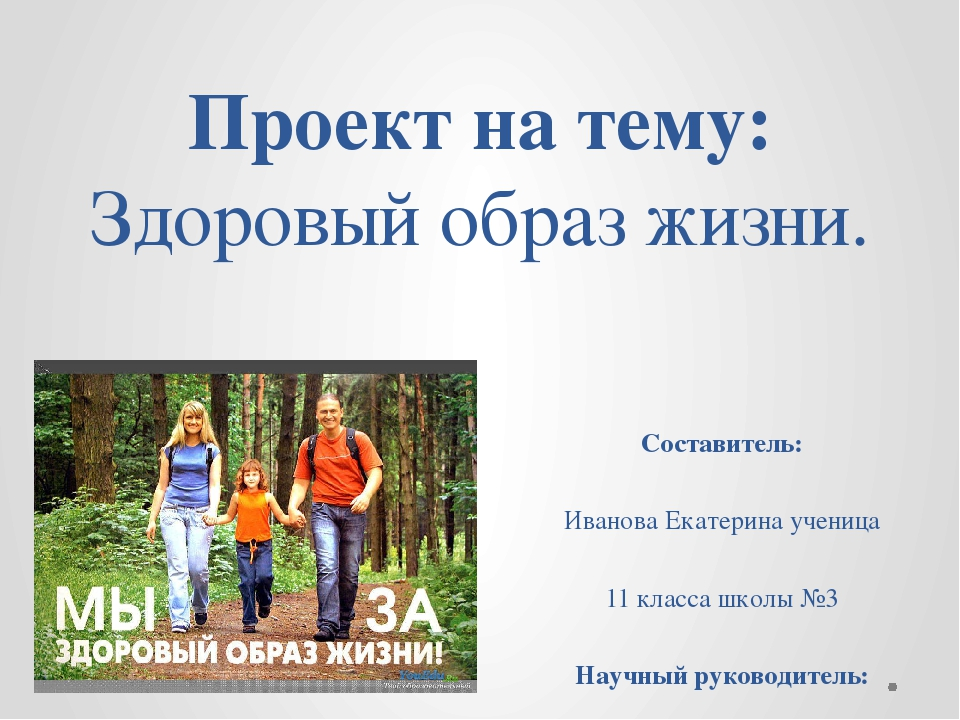 Проект на тему:
Здоровый образ жизни.
МЫ ЗА
ЗДОРОВЫЙ ОБРАЗ ЖИЗНИ!
Составитель:
Иванова Екатерина ученица
11 класса школы №3
Научный руководитель: